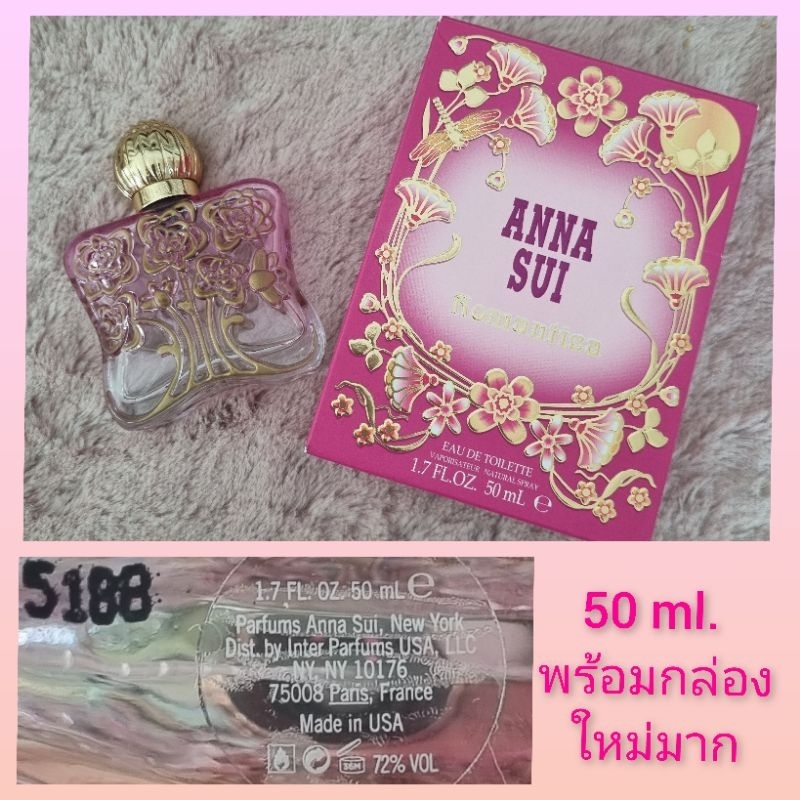 ANNA
SUI
Romantica
EAU DE TOILETTE
VAPORISATEUR NATURAL SPRAY
1.7 FL.OZ. 50 mL ℮
5188
1.7 FL. OZ. 50 mL ℮
Parfums Anna Sui, New York
Dist. by Inter Parfums USA, LLC
NY, NY 10176
75008 Paris, France
Made in USA
36M 72% VOL
50 ml.
พร้อมกล่อง
ใหม่มาก